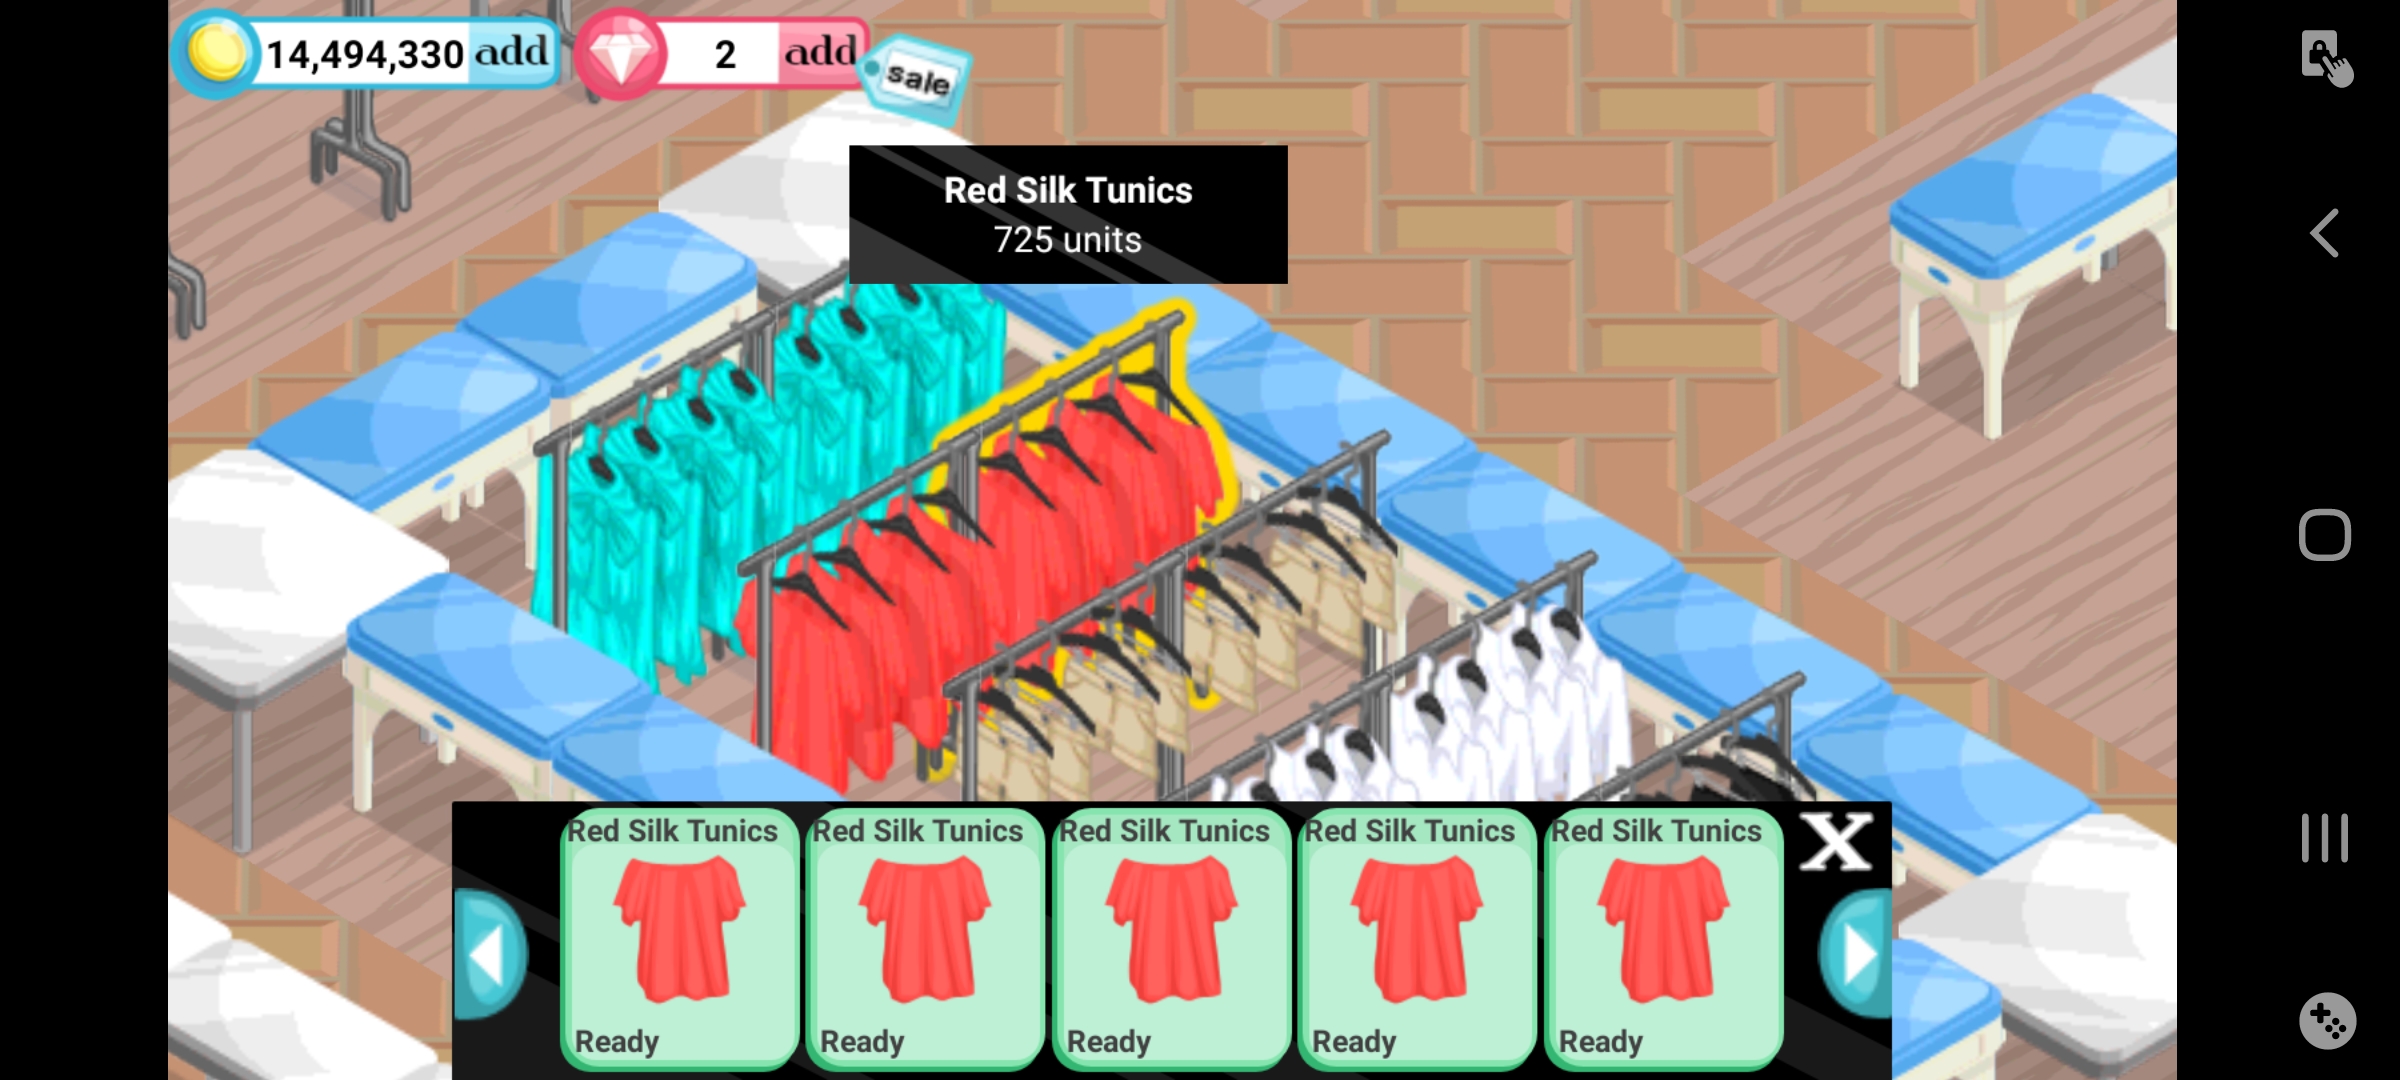 14,494,330 add
2 add
sale
Red Silk Tunics
725 units
Red Silk Tunics
Red Silk Tunics
Red Silk Tunics
Red Silk Tunics
Red Silk Tunics
X
Ready
Ready
Ready
Ready
Ready